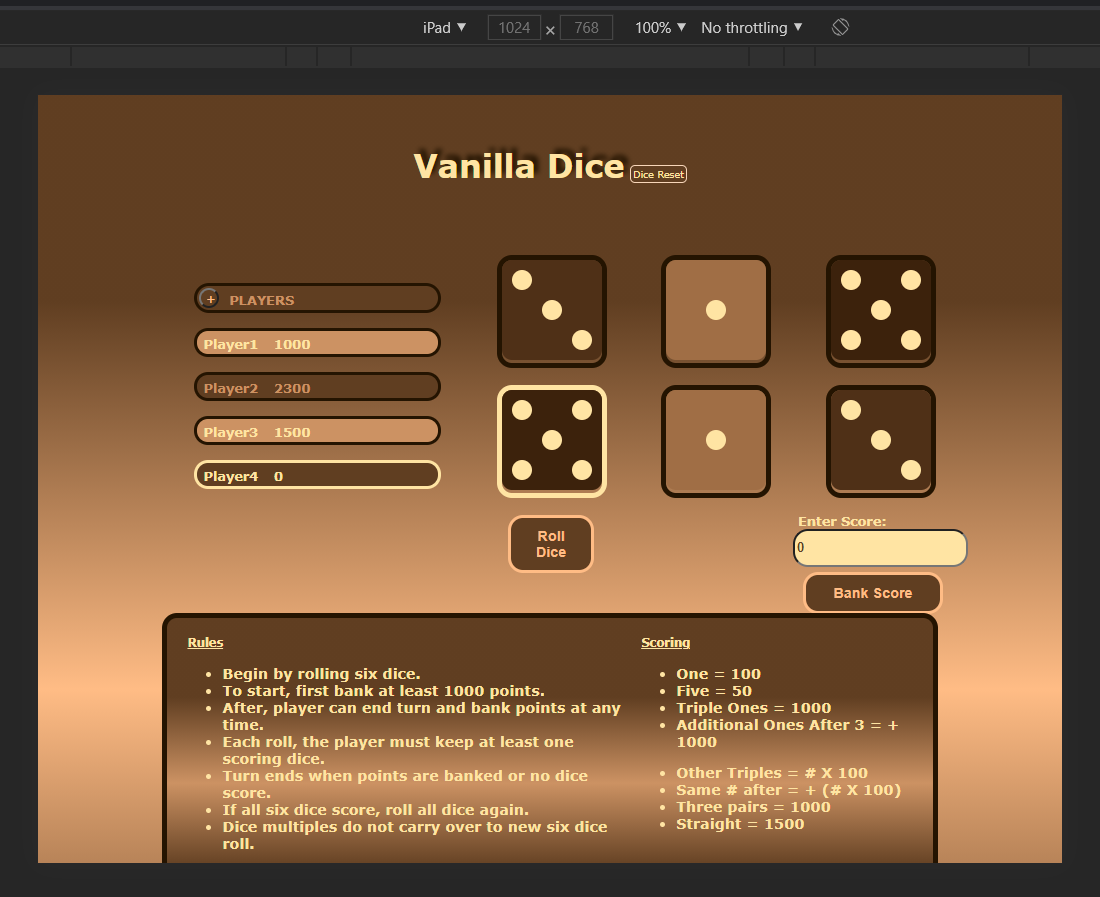 iPad ▼ 1024 × 768 100% ▼ No throttling ▼
Vanilla Dice Dice Reset
+ PLAYERS
Player1 1000
Player2 2300
Player3 1500
Player4 0
Roll
Dice
Enter Score:
0
Bank Score
Rules
• Begin by rolling six dice.
• To start, first bank at least 1000 points.
• After, player can end turn and bank points at any
time.
• Each roll, the player must keep at least one
scoring dice.
• Turn ends when points are banked or no dice
score.
• If all six dice score, roll all dice again.
• Dice multiples do not carry over to new six dice
roll.
Scoring
• One = 100
• Five = 50
• Triple Ones = 1000
• Additional Ones After 3 = +
1000
• Other Triples = # X 100
• Same # after = + (# X 100)
• Three pairs = 1000
• Straight = 1500